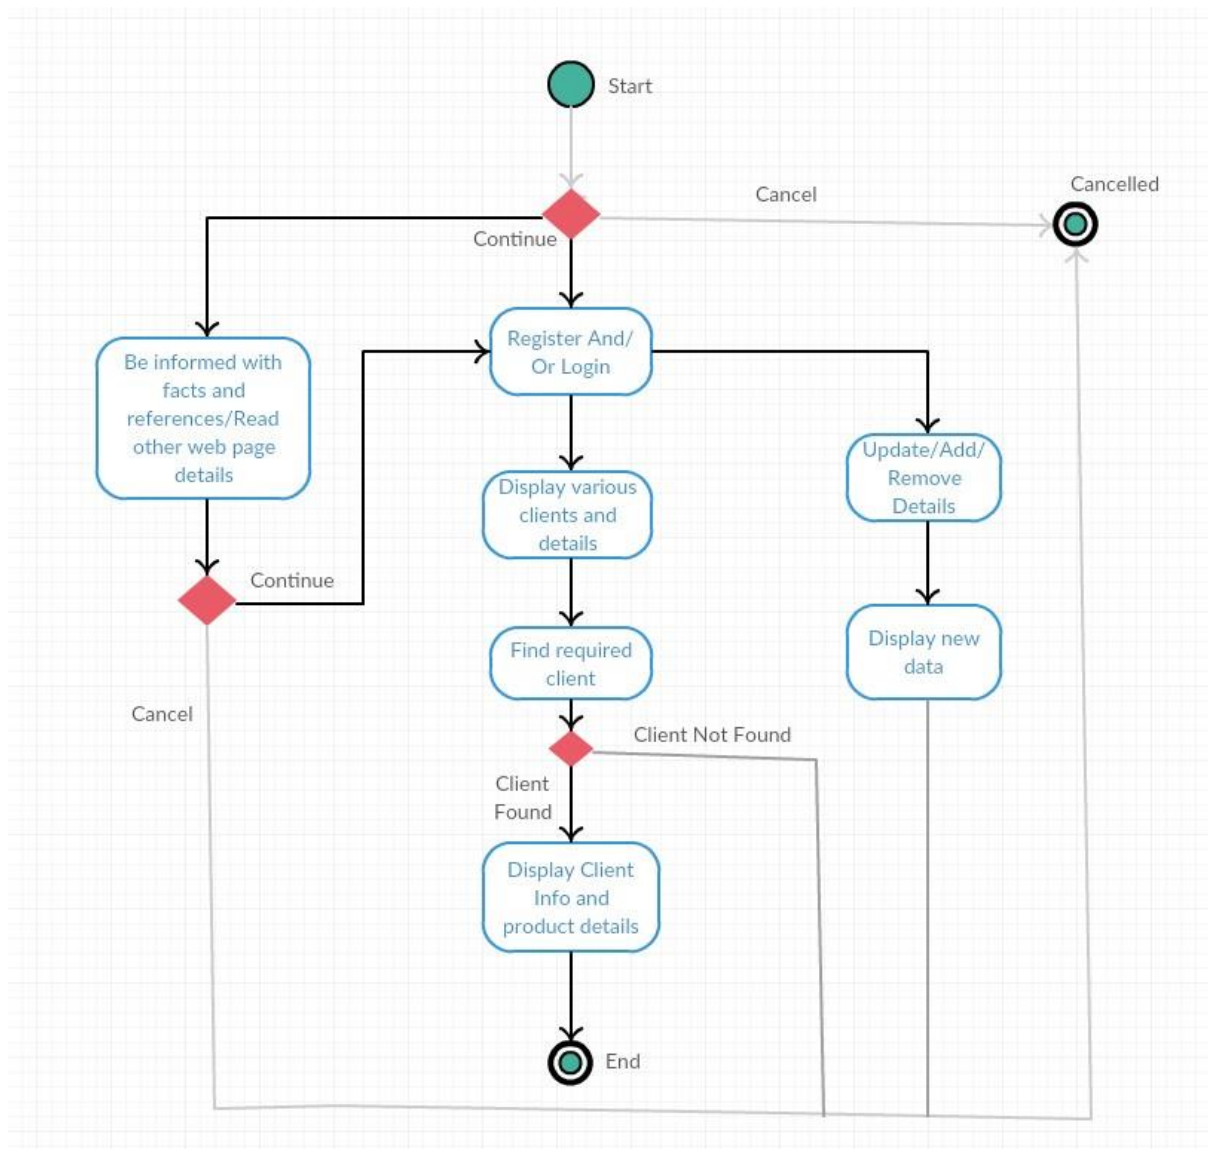 Start
Cancelled
Cancel
Continue
Register And/
Or Login
Be informed with
facts and
references/Read
other web page
details
Update/Add/
Remove
Details
Display various
clients and
details
Continue
Find required
client
Display new
data
Cancel
Client Not Found
Client
Found
Display Client
Info and
product details
End